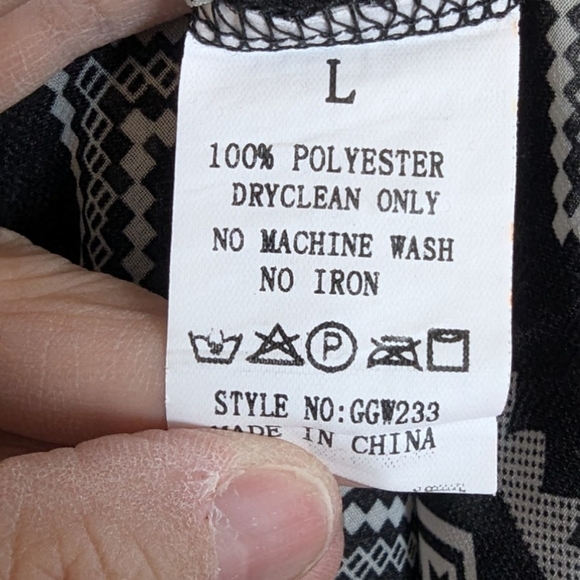 L
100% POLYESTER
DRYCLEAN ONLY
NO MACHINE WASH
NO IRON
P
STYLE NO:GGW233
MADE IN CHINA